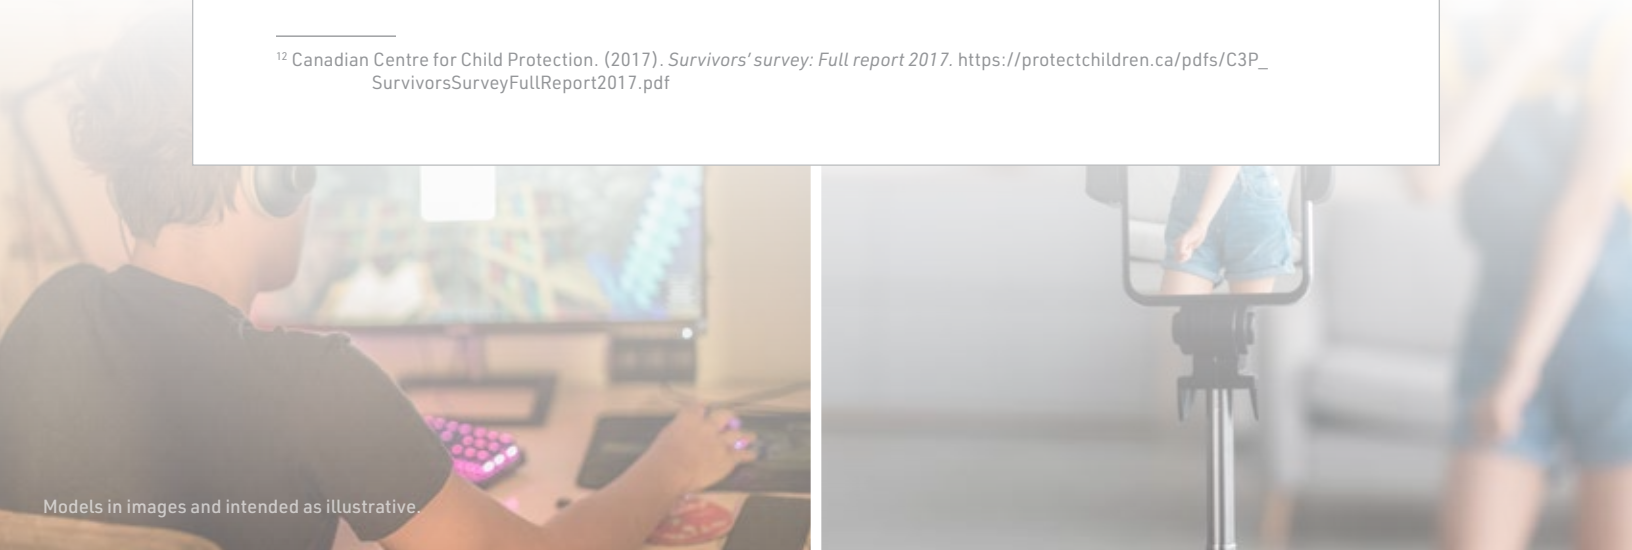 12 Canadian Centre for Child Protection. (2017). Survivors' survey: Full report 2017. https://protectchildren.ca/pdfs/C3P_
SurvivorsSurveyFullReport2017.pdf
Models in images and intended as illustrative.